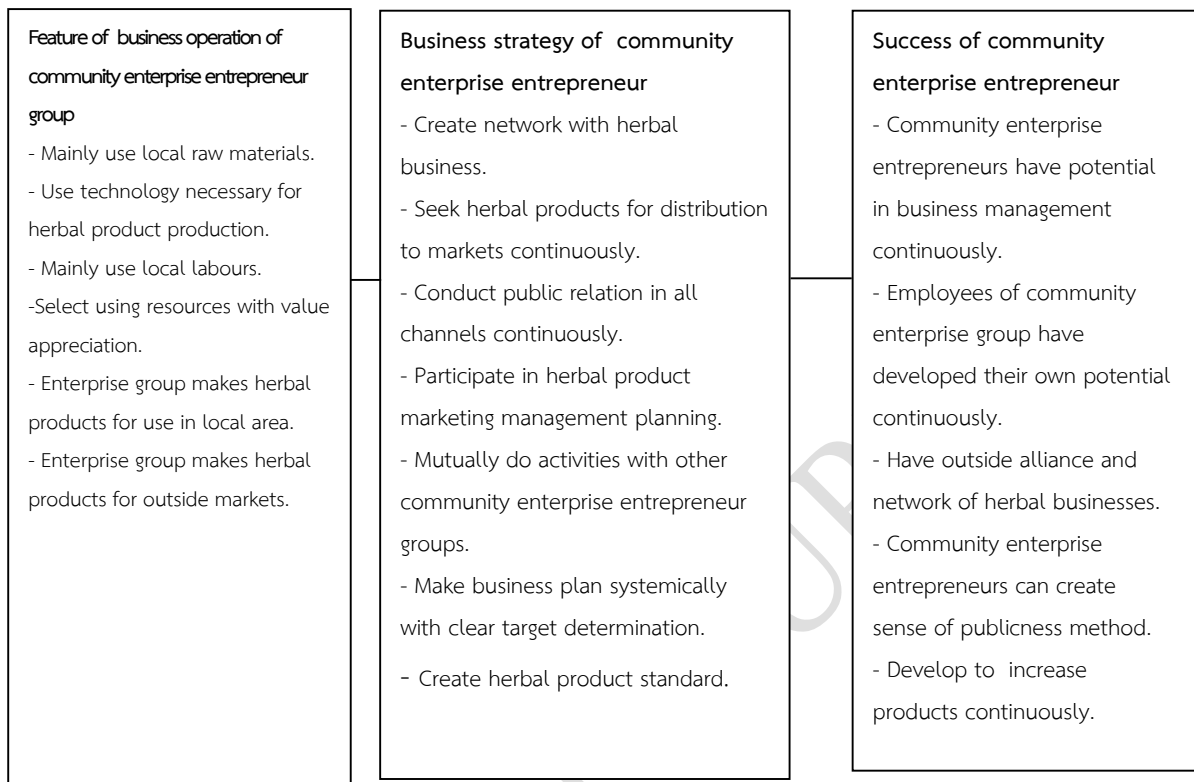 Feature of business operation of
community enterprise entrepreneur
group
- Mainly use local raw materials.
- Use technology necessary for
herbal product production.
- Mainly use local labours.
-Select using resources with value
appreciation.
- Enterprise group makes herbal
products for use in local area.
- Enterprise group makes herbal
products for outside markets.
Business strategy of community
enterprise entrepreneur
- Create network with herbal
business.
- Seek herbal products for distribution
to markets continuously.
- Conduct public relation in all
channels continuously.
- Participate in herbal product
marketing management planning.
- Mutually do activities with other
community enterprise entrepreneur
groups.
- Make business plan systemically
with clear target determination.
- Create herbal product standard.
Success of community
enterprise entrepreneur
- Community enterprise
entrepreneurs have potential
in business management
continuously.
- Employees of community
enterprise group have
developed their own potential
continuously.
- Have outside alliance and
network of herbal businesses.
- Community enterprise
entrepreneurs can create
sense of publicness method.
- Develop to increase
products continuously.